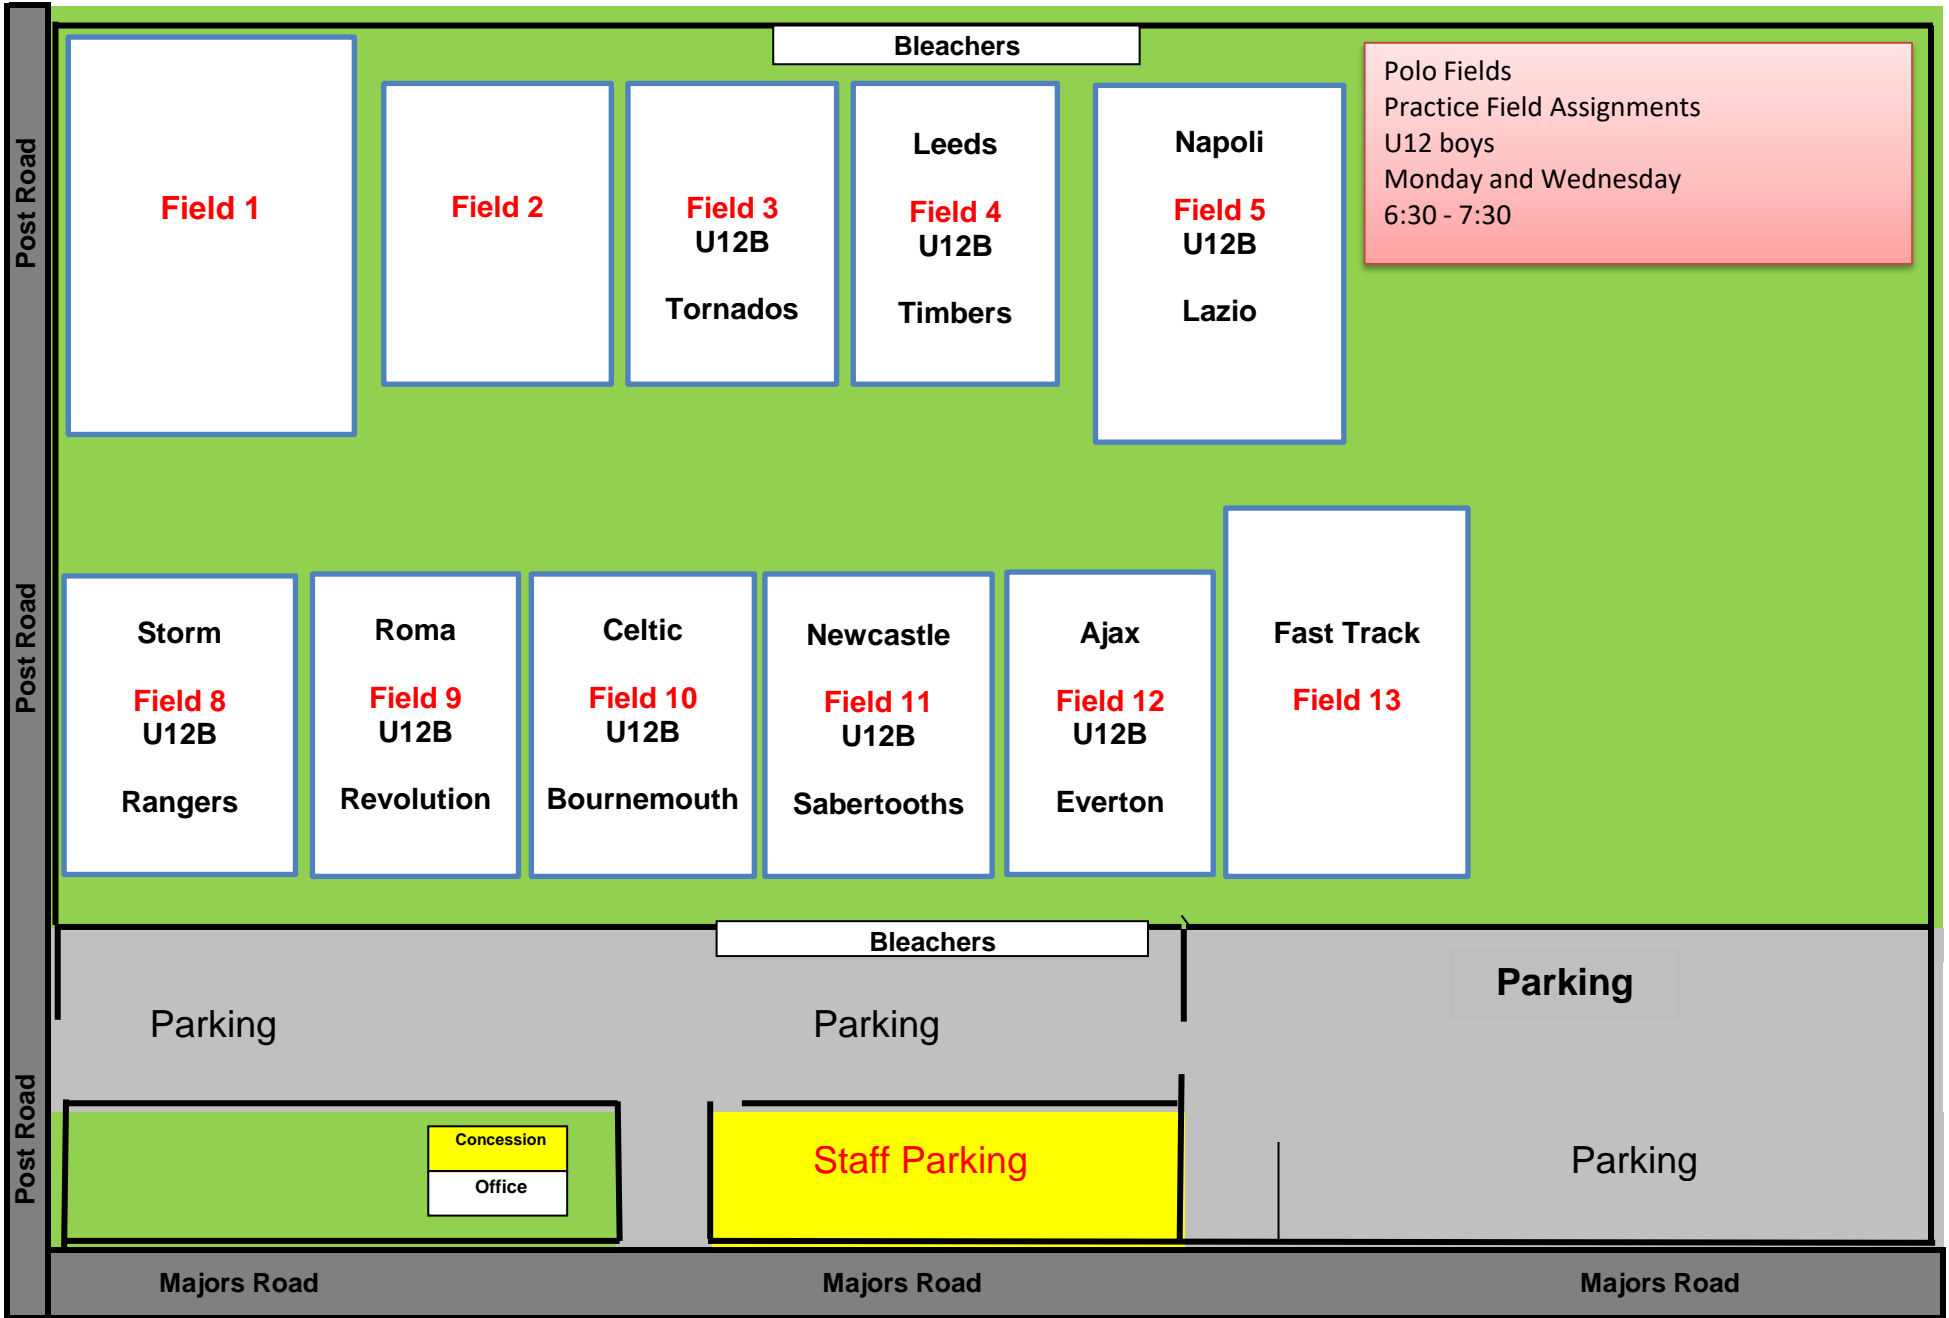 Bleachers
Polo Fields
Practice Field Assignments
U12 boys
Monday and Wednesday
6:30 - 7:30
Post Road
Field 1
Field 2
Field 3
U12B
Tornados
Leeds
Field 4
U12B
Timbers
Napoli
Field 5
U12B
Lazio
Post Road
Storm
Field 8
U12B
Rangers
Roma
Field 9
U12B
Revolution
Celtic
Field 10
U12B
Bournemouth
Newcastle
Field 11
U12B
Sabertooths
Ajax
Field 12
U12B
Everton
Fast Track
Field 13
Bleachers
Parking
Parking
Parking
Post Road
Concession
Office
Staff Parking
Parking
Majors Road
Majors Road
Majors Road